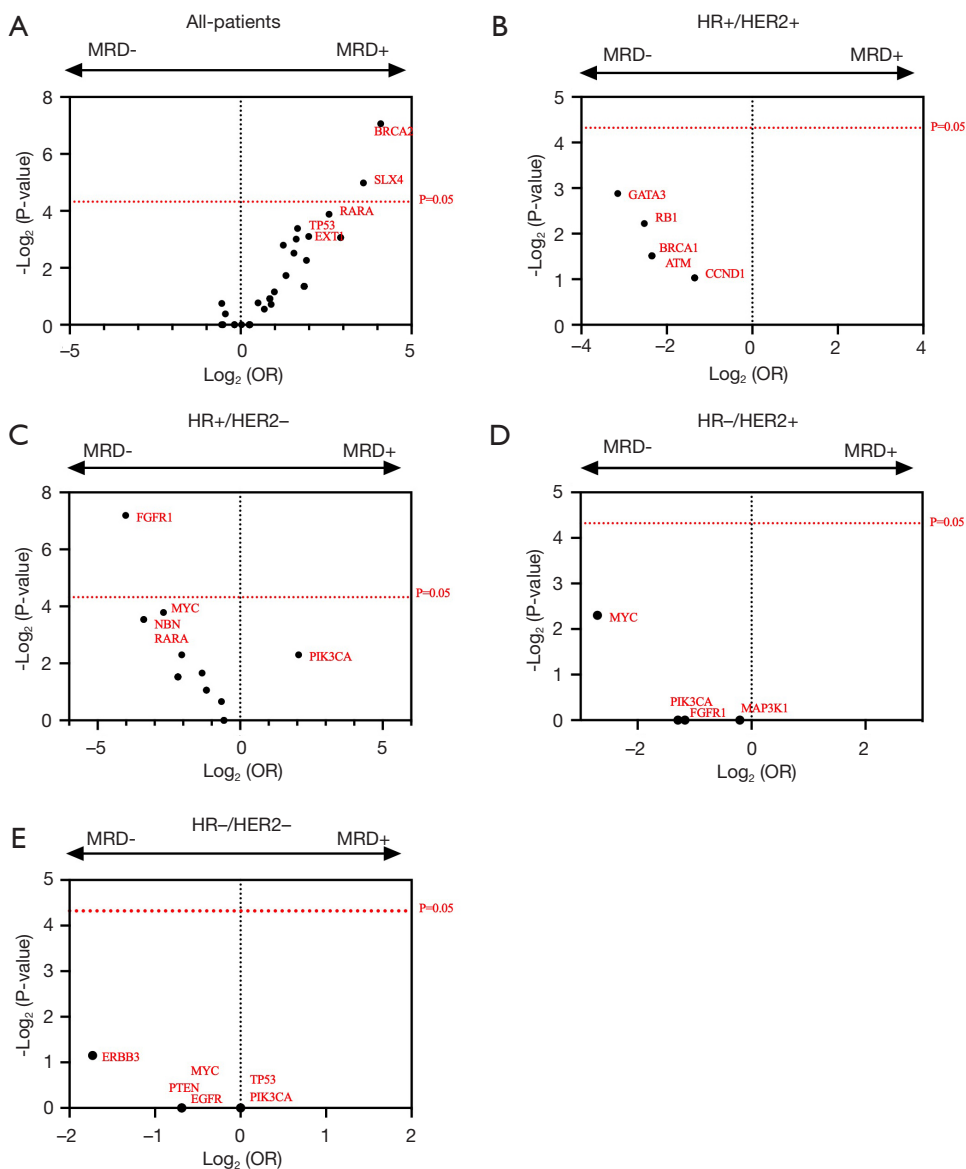 A
All-patients
MRD-
MRD+
8
6
4
2
0
−5
0
5
-Log2 (P-value)
Log2 (OR)
BRCA2
SLX4
P=0.05
RARA
TP53
EXT1
B
HR+/HER2+
MRD-
MRD+
5
4
3
2
1
0
−4
−2
0
2
4
-Log2 (P-value)
Log2 (OR)
P=0.05
GATA3
RB1
BRCA1
ATM
CCND1
C
HR+/HER2−
MRD-
MRD+
8
6
4
2
0
−5
0
5
-Log2 (P-value)
Log2 (OR)
FGFR1
P=0.05
MYC
NBN
RARA
PIK3CA
D
HR−/HER2+
MRD-
MRD+
5
4
3
2
1
0
−2
0
2
-Log2 (P-value)
Log2 (OR)
P=0.05
MYC
PIK3CA
FGFR1
MAP3K1
E
HR−/HER2−
MRD-
MRD+
5
4
3
2
1
0
−2
−1
0
1
2
-Log2 (P-value)
Log2 (OR)
P=0.05
ERBB3
MYC
PTEN
EGFR
TP53
PIK3CA